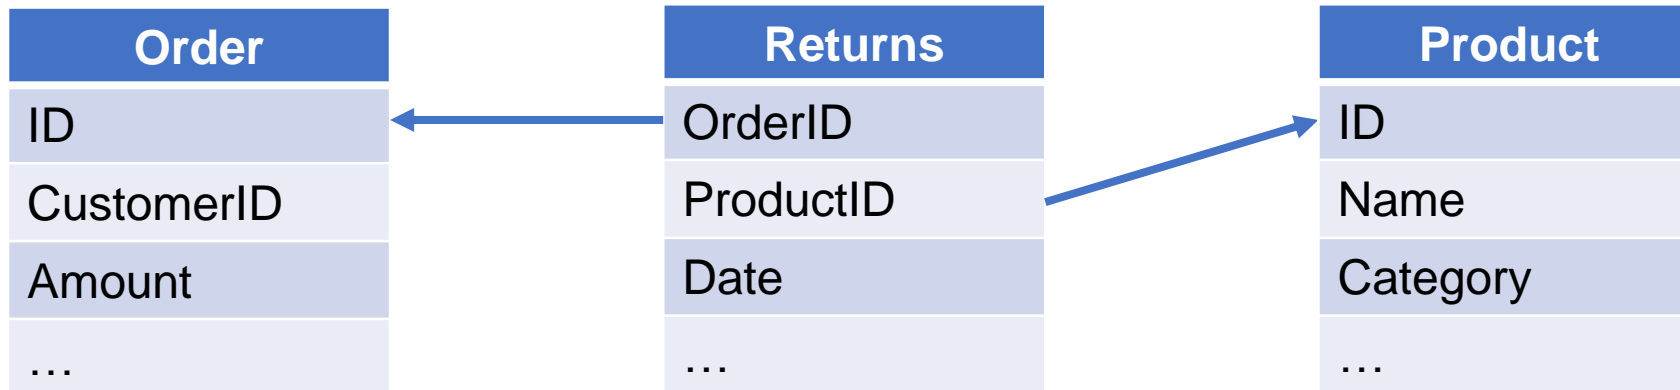 Order
ID
CustomerID
Amount
…
Returns
OrderID
ProductID
Date
…
Product
ID
Name
Category
…